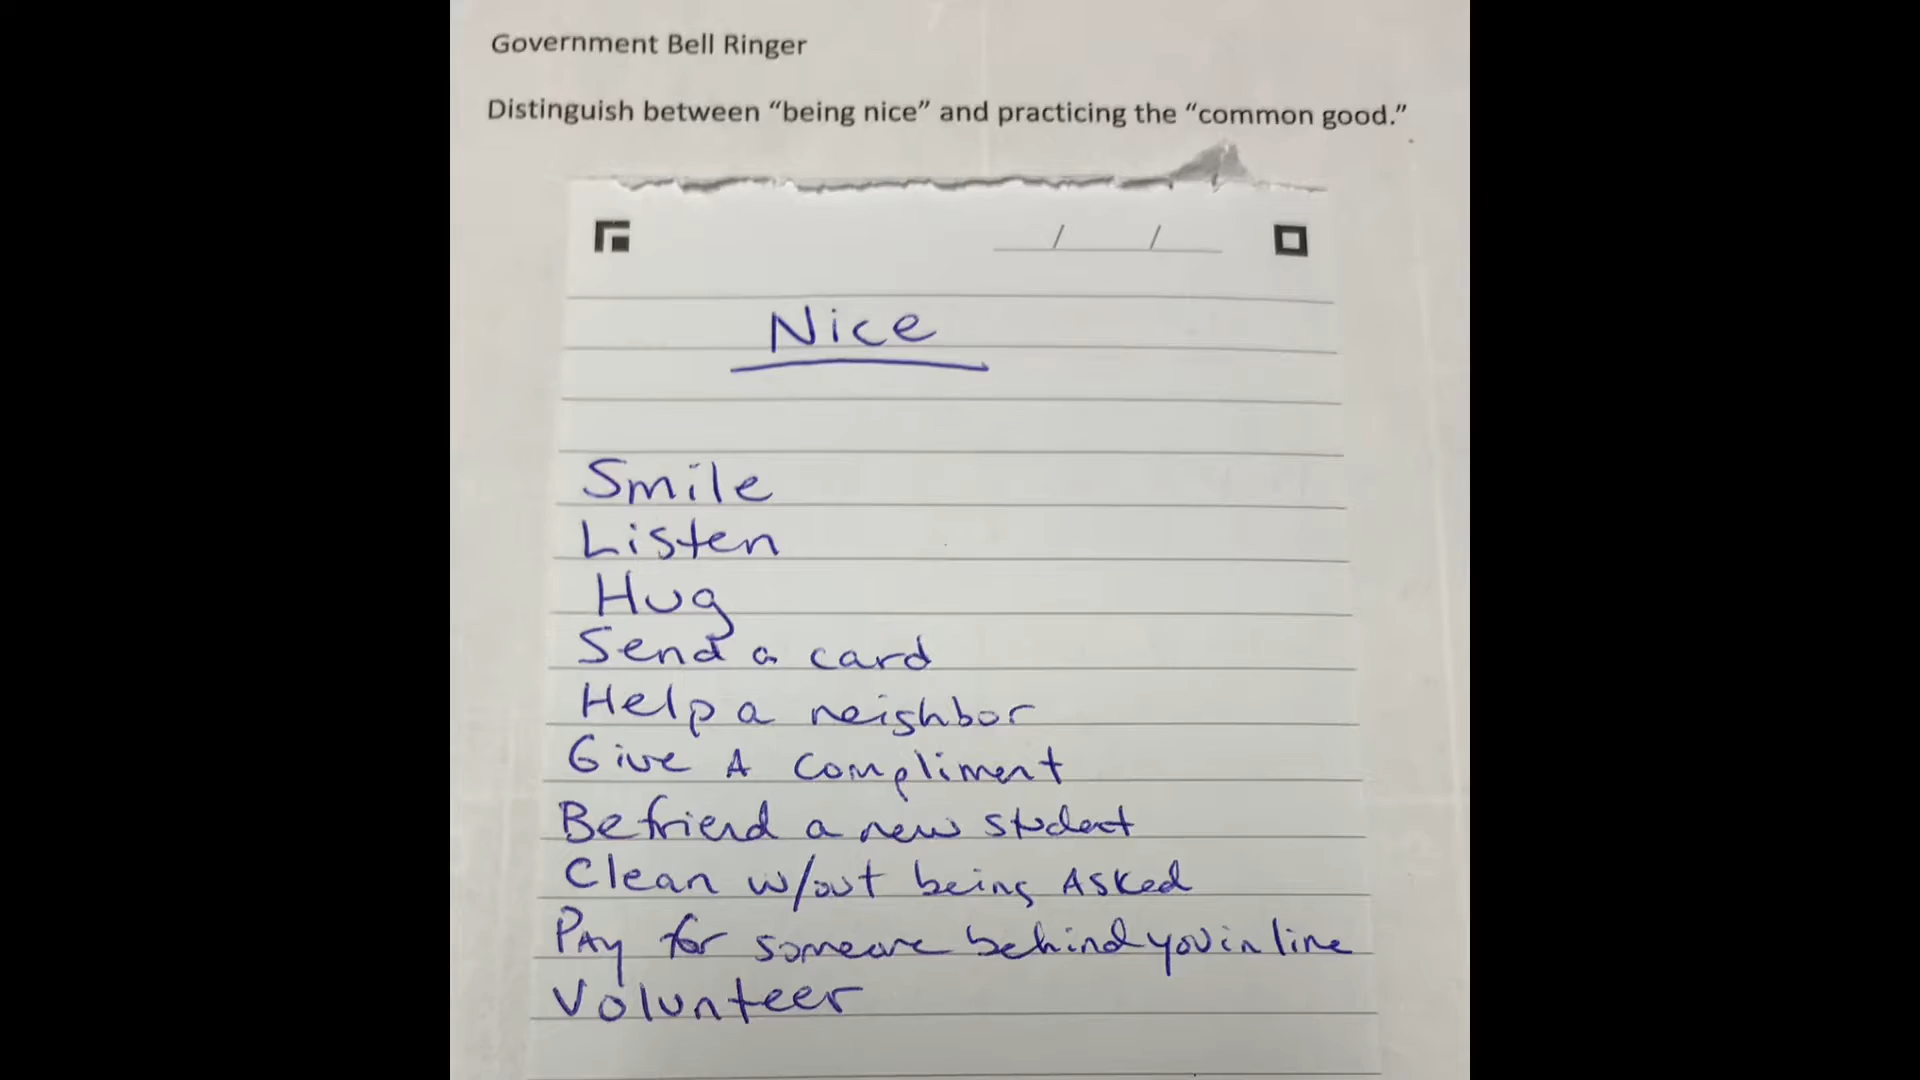 Government Bell Ringer
Distinguish between “being nice” and practicing the “common good.”
/ /
Nice
Smile
Listen
Hug
Send a card
Help a neighbor
Give A compliment
Befriend a new student
Clean w/out being Asked
PAy for someone behind you in line
Volunteer